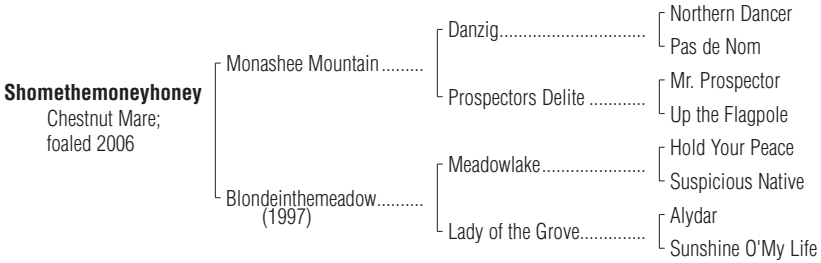 Shomethemoneyhoney
Chestnut Mare;
foaled 2006
Monashee Mountain .........
Blondeinthemeadow..........
(1997)
Danzig..............................
Prospectors Delite ............
Meadowlake.....................
Lady of the Grove..............
Northern Dancer
Pas de Nom
Mr. Prospector
Up the Flagpole
Hold Your Peace
Suspicious Native
Alydar
Sunshine O'My Life